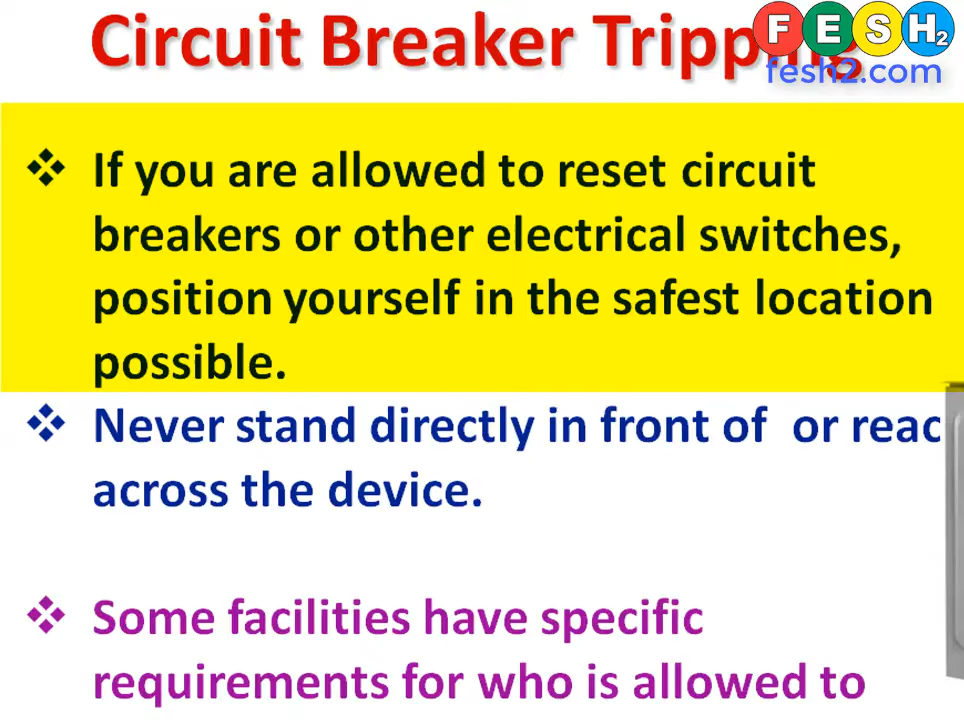 Circuit Breaker Tripping
FESH2
fesh2.com
❖ If you are allowed to reset circuit
breakers or other electrical switches,
position yourself in the safest location
possible.
❖ Never stand directly in front of or reac
across the device.
❖ Some facilities have specific
requirements for who is allowed to